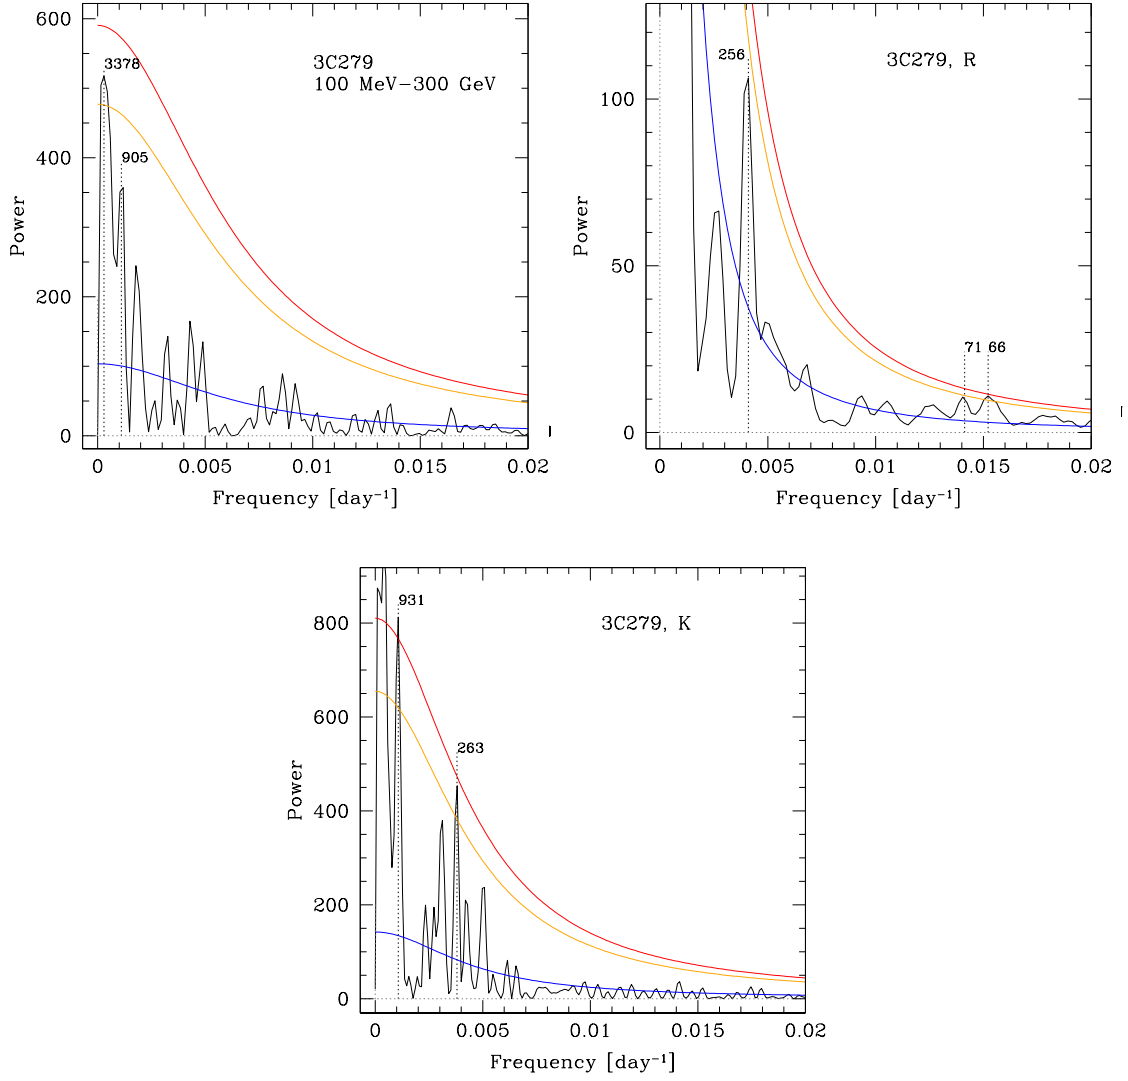 3C279
100 MeV−300 GeV
3378
905
Power
600
400
200
0
0 0.005 0.01 0.015 0.02
Frequency [day⁻¹]
3C279, R
256
71 66
Power
100
50
0
0 0.005 0.01 0.015 0.02
Frequency [day⁻¹]
3C279, K
931
263
Power
800
600
400
200
0
0 0.005 0.01 0.015 0.02
Frequency [day⁻¹]